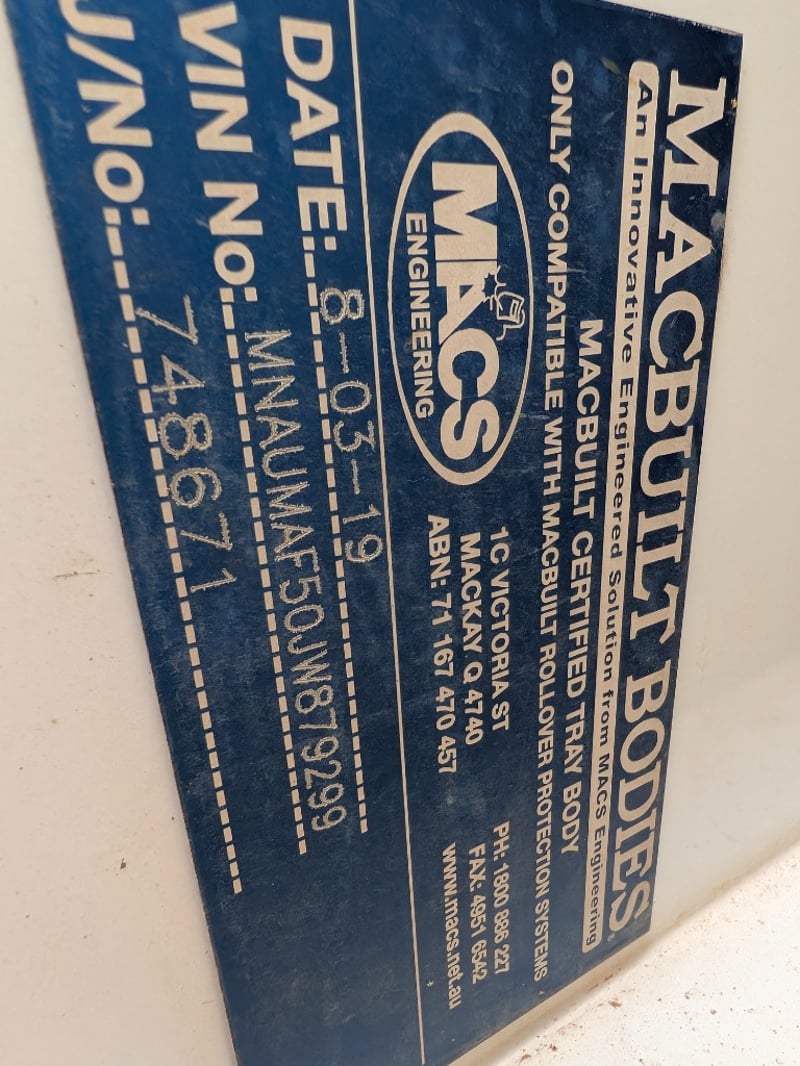 MACBUILT BODIES®
An Innovative Engineered Solution from MACS Engineering
MACBUILT CERTIFIED TRAY BODY
ONLY COMPATIBLE WITH MACBUILT ROLLOVER PROTECTION SYSTEMS
MACS
ENGINEERING
1C VICTORIA ST
MACKAY Q 4740
ABN: 71 167 470 457
PH: 1800 886 227
FAX: 4951 6542
www.macs.net.au
DATE: 8-03-19
VIN No: MNAUMAF50JW879299
J/No: 748671